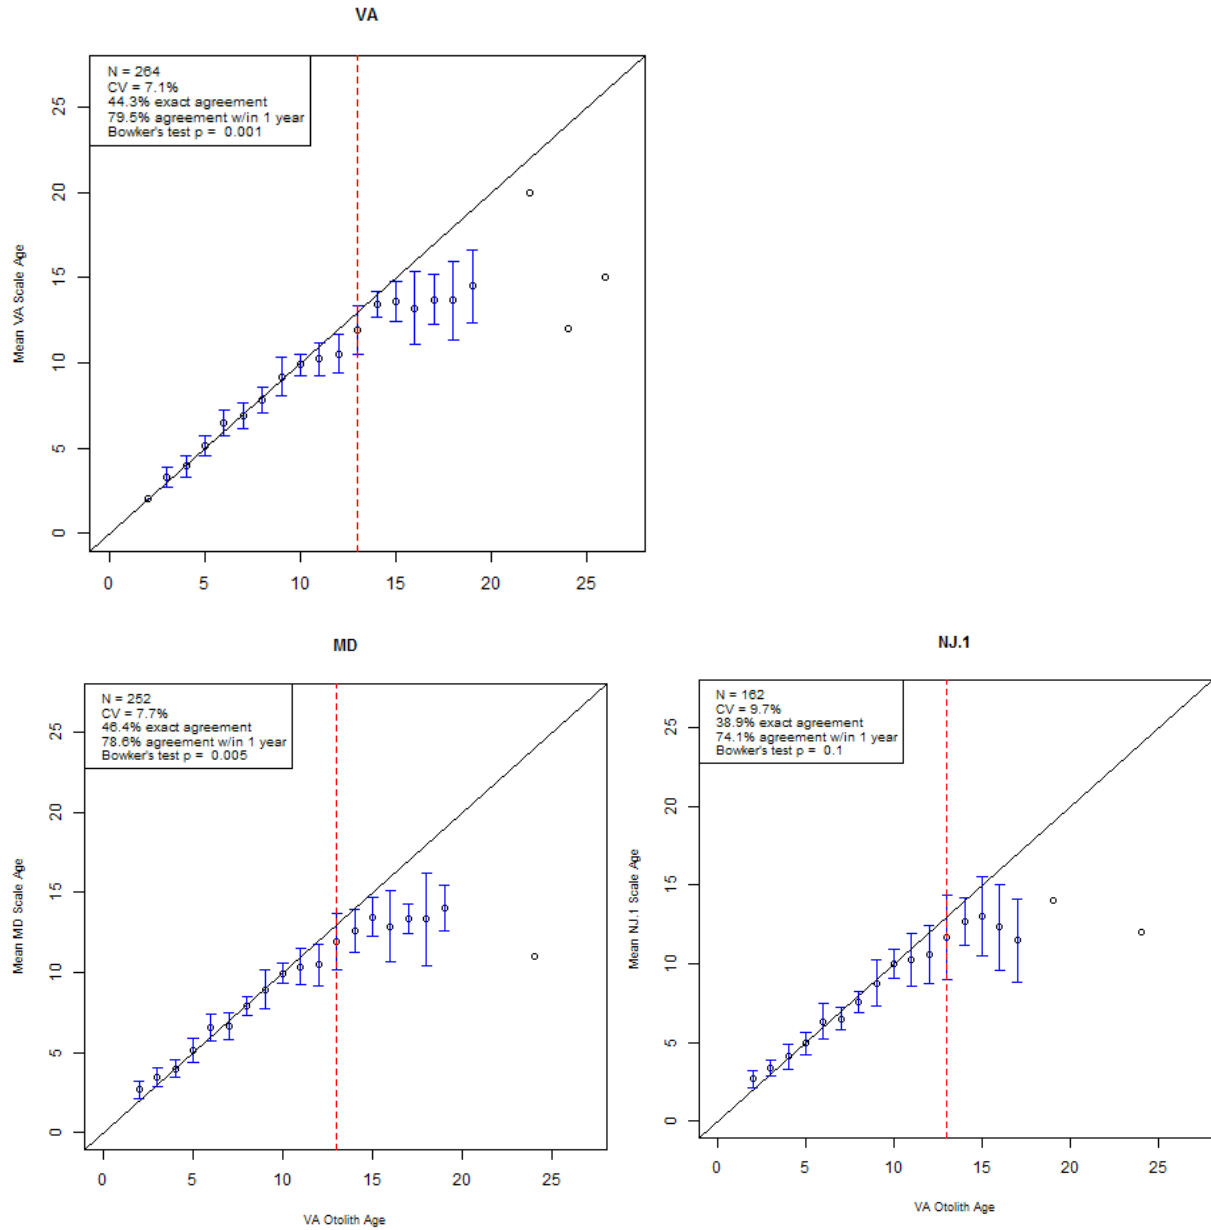 VA
N = 264
CV = 7.1%
44.3% exact agreement
79.5% agreement w/in 1 year
Bowker's test p = 0.001
Mean VA Scale Age
25
20
15
10
5
0
0 5 10 15 20 25
MD
N = 252
CV = 7.7%
46.4% exact agreement
78.6% agreement w/in 1 year
Bowker's test p = 0.005
Mean MD Scale Age
25
20
15
10
5
0
0 5 10 15 20 25
VA Otolith Age
NJ.1
N = 162
CV = 9.7%
38.9% exact agreement
74.1% agreement w/in 1 year
Bowker's test p = 0.1
Mean NJ.1 Scale Age
25
20
15
10
5
0
0 5 10 15 20 25
VA Otolith Age